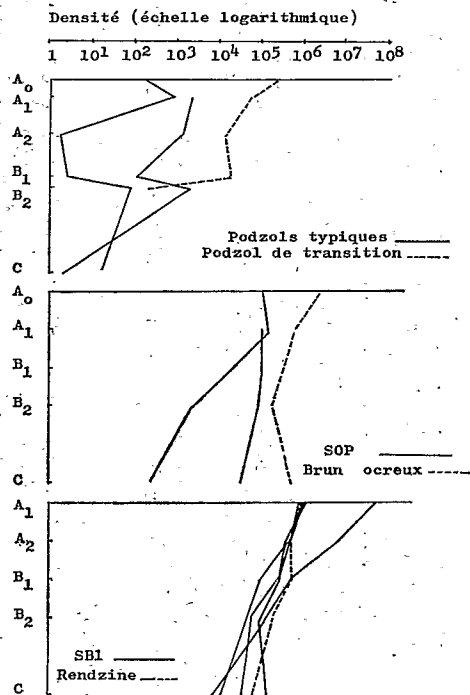 Densité (échelle logarithmique)
1 10¹ 10² 10³ 10⁴ 10⁵ 10⁶ 10⁷ 10⁸
A₀
A₁
A₂
B₁
B₂
C
Podzols typiques
Podzol de transition
A₀
A₁
B₁
B₂
C
SOP
Brun ocreux
A₁
A₂
B₁
B₂
C
SB1
Rendzine